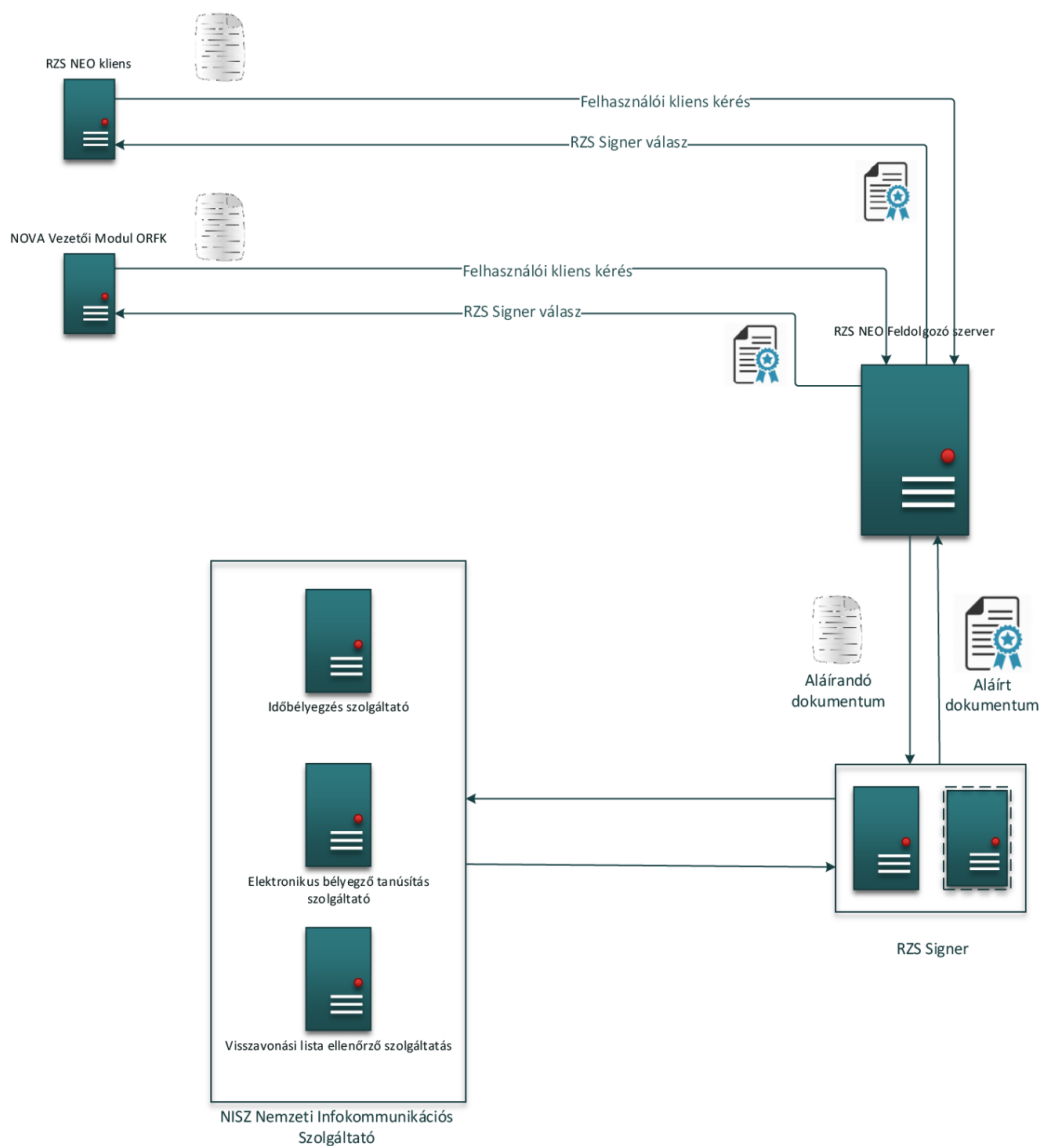 RZS NEO kliens
Felhasználói kliens kérés
RZS Signer válasz
NOVA Vezetői Modul ORFK
Felhasználói kliens kérés
RZS Signer válasz
RZS NEO Feldolgozó szerver
Aláírandó
dokumentum
Aláírt
dokumentum
Időbélyegzés szolgáltató
Elektronikus bélyegző tanúsítás
szolgáltató
Visszavonási lista ellenőrző szolgáltatás
RZS Signer
NISZ Nemzeti Infokommunikációs
Szolgáltató